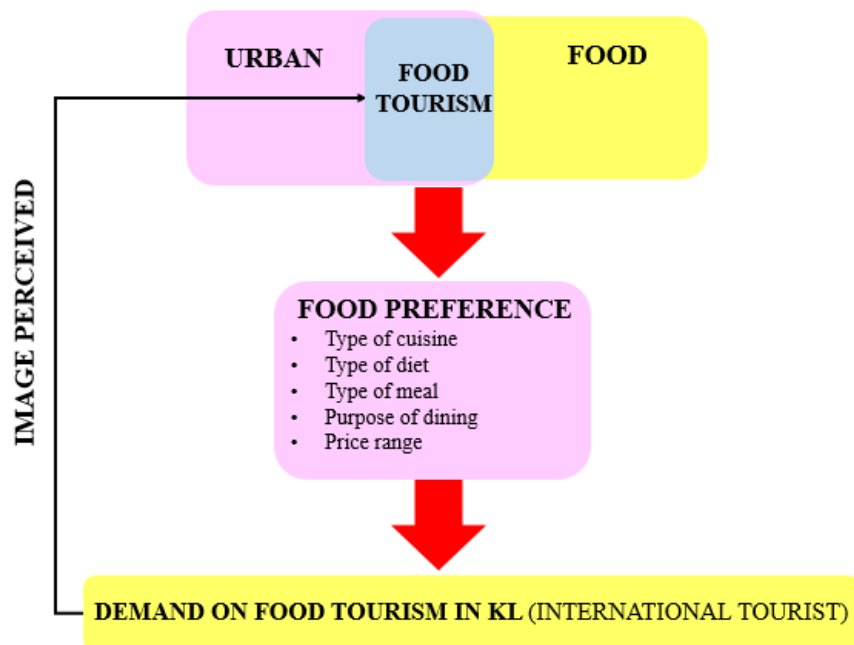 URBAN
FOOD
TOURISM
FOOD
IMAGE PERCEIVED
FOOD PREFERENCE
• Type of cuisine
• Type of diet
• Type of meal
• Purpose of dining
• Price range
DEMAND ON FOOD TOURISM IN KL (INTERNATIONAL TOURIST)